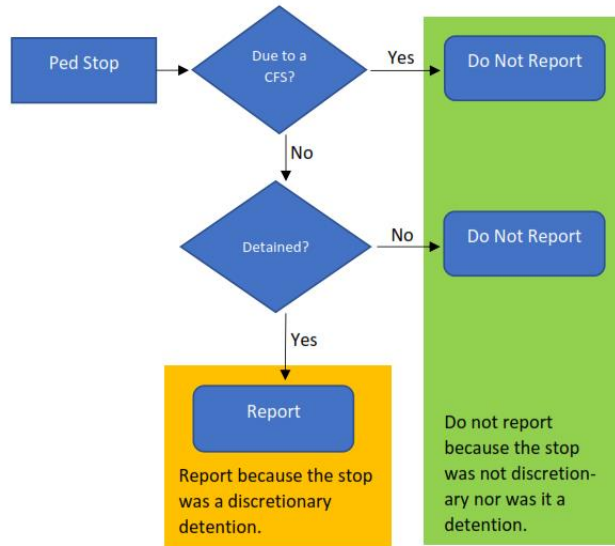 Ped Stop
Due to a
CFS?
Yes
Do Not Report
No
Detained?
No
Do Not Report
Yes
Report
Report because the stop
was a discretionary
detention.
Do not report
because the stop
was not discretion-
ary nor was it a
detention.